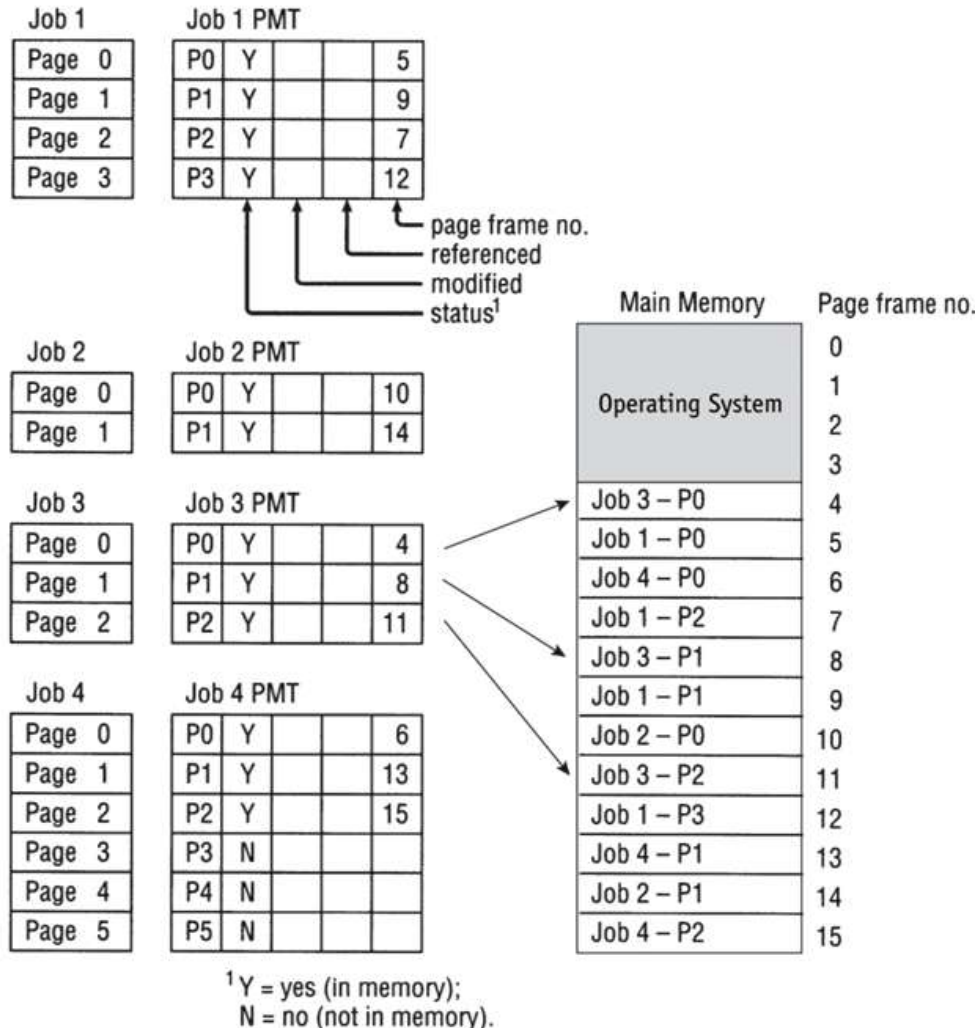 Job 1 Job 1 PMT
Page 0 P0 Y 5
Page 1 P1 Y 9
Page 2 P2 Y 7
Page 3 P3 Y 12
page frame no.
referenced
modified
status¹
Job 2 Job 2 PMT
Page 0 P0 Y 10
Page 1 P1 Y 14
Job 3 Job 3 PMT
Page 0 P0 Y 4
Page 1 P1 Y 8
Page 2 P2 Y 11
Job 4 Job 4 PMT
Page 0 P0 Y 6
Page 1 P1 Y 13
Page 2 P2 Y 15
Page 3 P3 N
Page 4 P4 N
Page 5 P5 N
¹ Y = yes (in memory);
N = no (not in memory).
Main Memory Page frame no.
0
1
Operating System
2
3
Job 3 – P0 4
Job 1 – P0 5
Job 4 – P0 6
Job 1 – P2 7
Job 3 – P1 8
Job 1 – P1 9
Job 2 – P0 10
Job 3 – P2 11
Job 1 – P3 12
Job 4 – P1 13
Job 2 – P1 14
Job 4 – P2 15